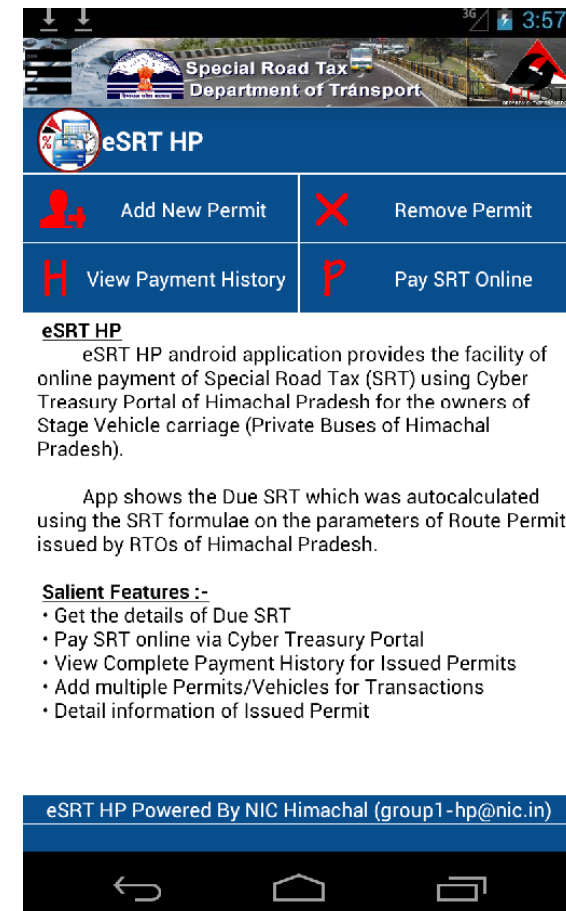 3G 3:57
Special Road Tax
Department of Transport
eSRT HP
Add New Permit
Remove Permit
H View Payment History
P Pay SRT Online
eSRT HP
eSRT HP android application provides the facility of
online payment of Special Road Tax (SRT) using Cyber
Treasury Portal of Himachal Pradesh for the owners of
Stage Vehicle carriage (Private Buses of Himachal
Pradesh).
App shows the Due SRT which was autocalculated
using the SRT formulae on the parameters of Route Permit
issued by RTOs of Himachal Pradesh.
Salient Features :-
• Get the details of Due SRT
• Pay SRT online via Cyber Treasury Portal
• View Complete Payment History for Issued Permits
• Add multiple Permits/Vehicles for Transactions
• Detail information of Issued Permit
eSRT HP Powered By NIC Himachal (group1-hp@nic.in)